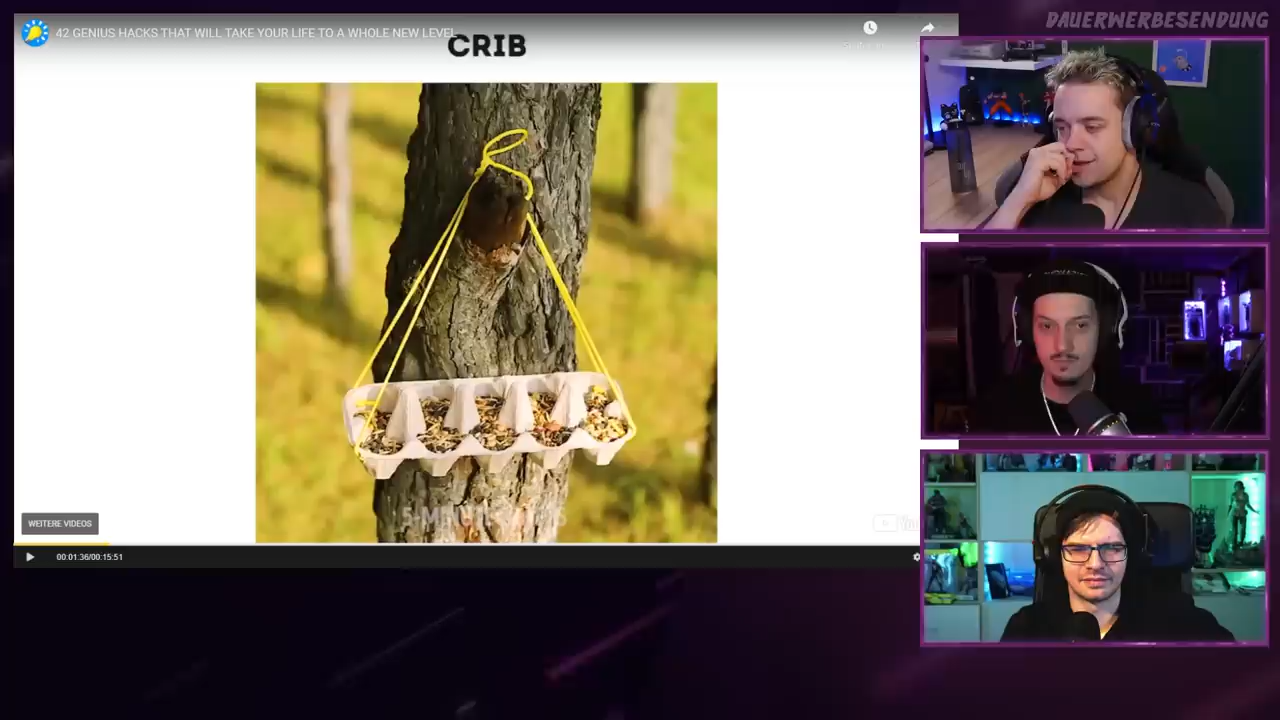 DAUERWERBESENDUNG
42 GENIUS HACKS THAT WILL TAKE YOUR LIFE TO A WHOLE NEW LEVEL
CRIB
WEITERE VIDEOS
00:01:36/00:15:51